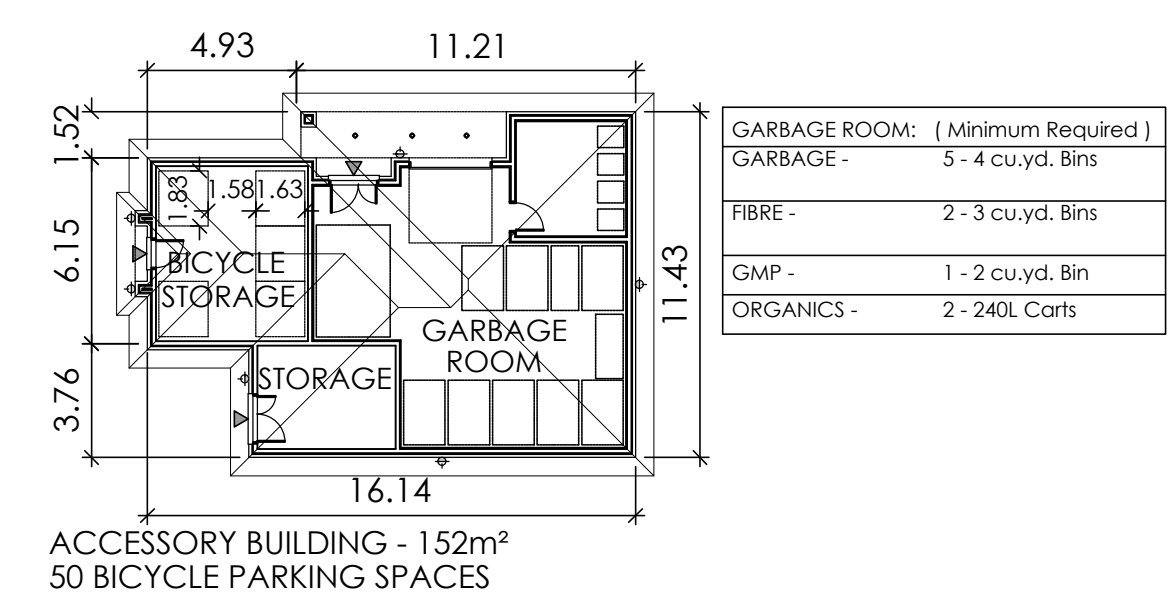 4.93 11.21
1.52
6.15
3.76
11.43
16.14
1.83 1.58 1.63
BICYCLE
STORAGE
GARBAGE
ROOM
STORAGE
GARBAGE ROOM: ( Minimum Required )
GARBAGE - 5 - 4 cu.yd. Bins
FIBRE - 2 - 3 cu.yd. Bins
GMP - 1 - 2 cu.yd. Bin
ORGANICS - 2 - 240L Carts
ACCESSORY BUILDING - 152m²
50 BICYCLE PARKING SPACES